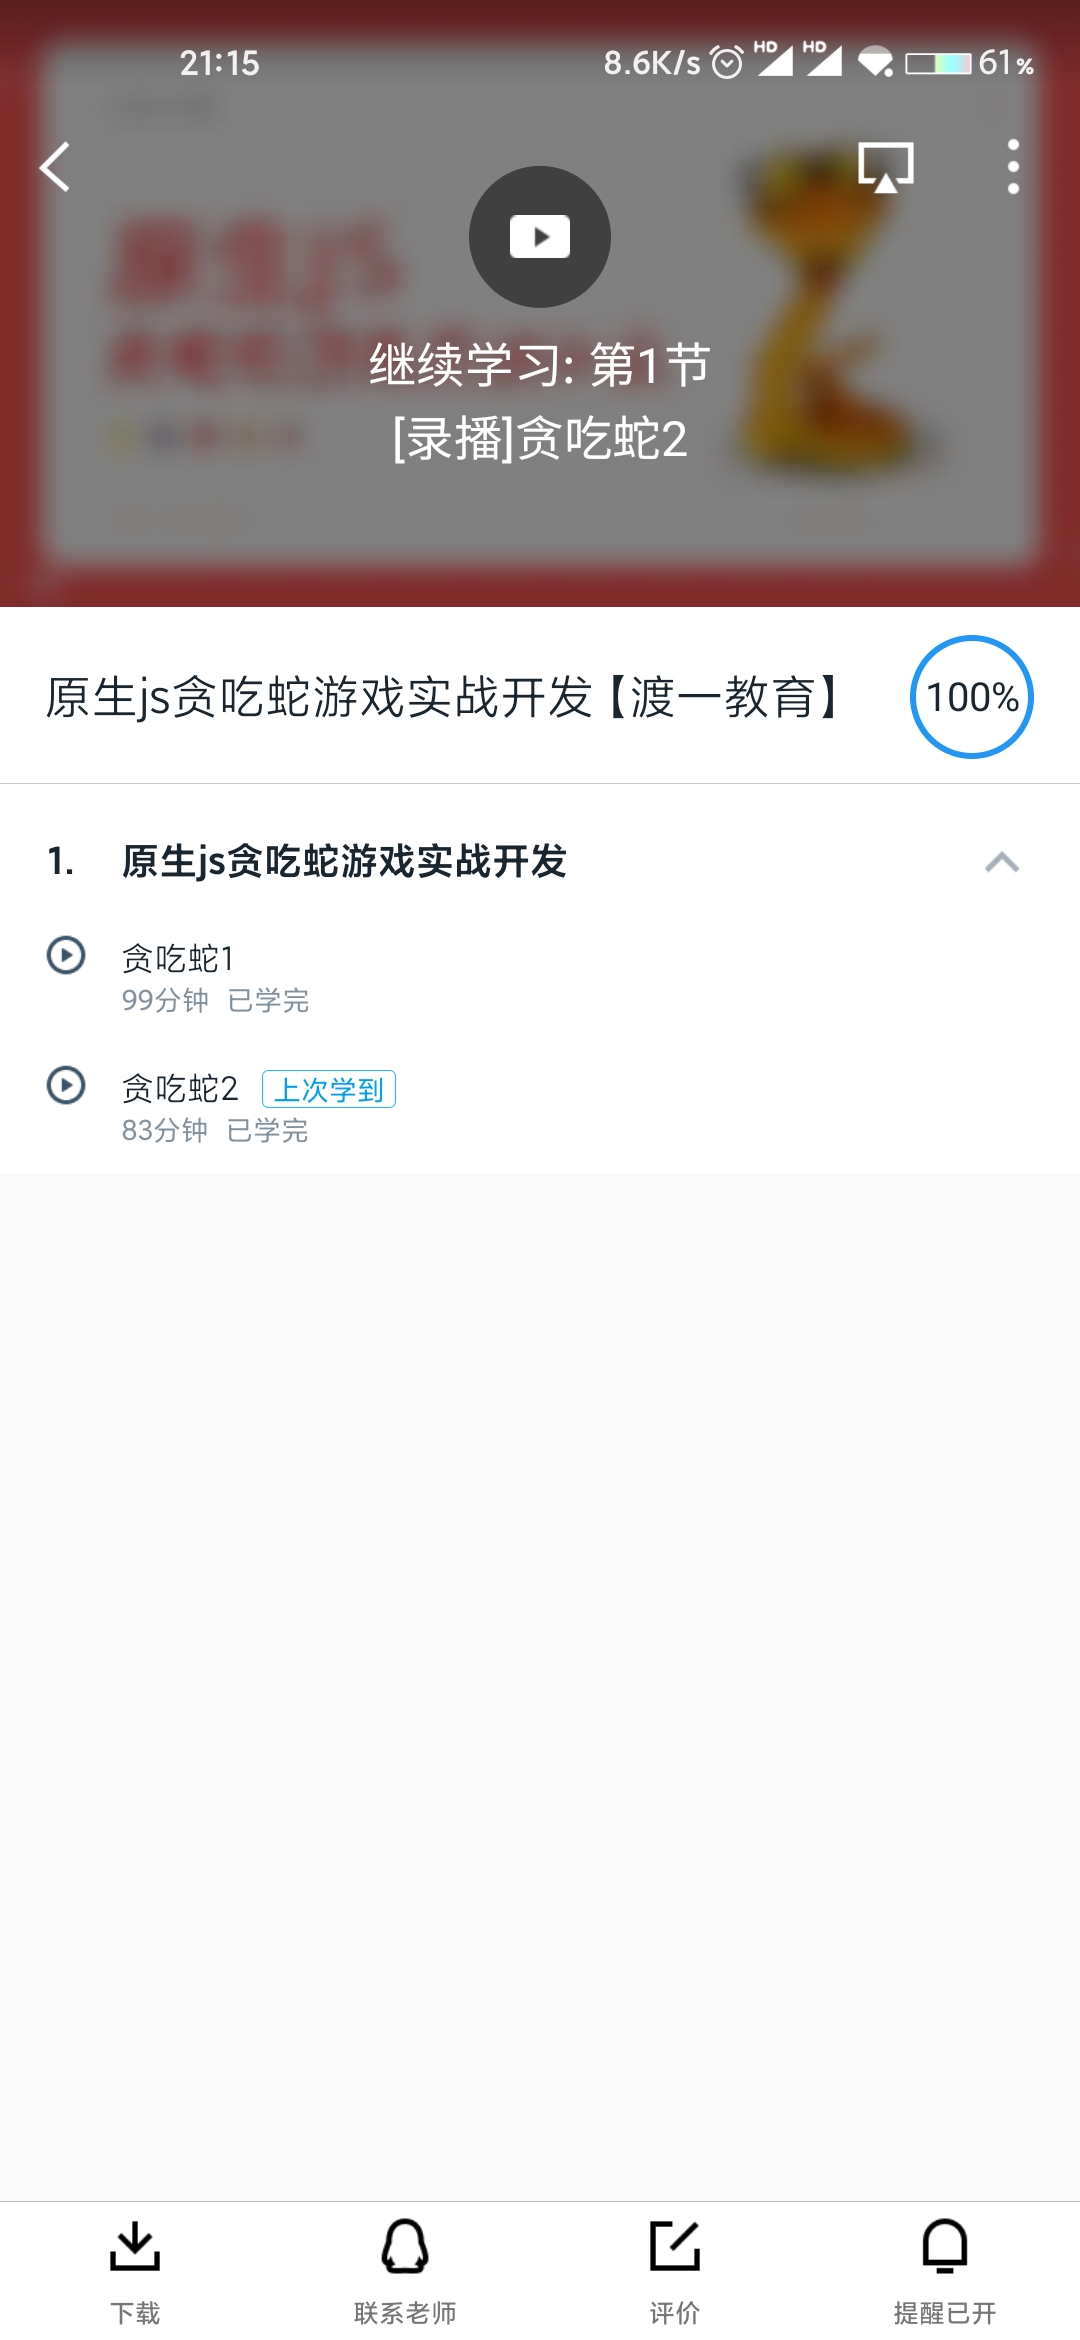 21:15
8.6K/s HD HD 61%
继续学习: 第1节
[录播]贪吃蛇2
原生js贪吃蛇游戏实战开发【渡一教育】
100%
1. 原生js贪吃蛇游戏实战开发
贪吃蛇1
99分钟 已学完
贪吃蛇2 上次学到
83分钟 已学完
下载
联系老师
评价
提醒已开